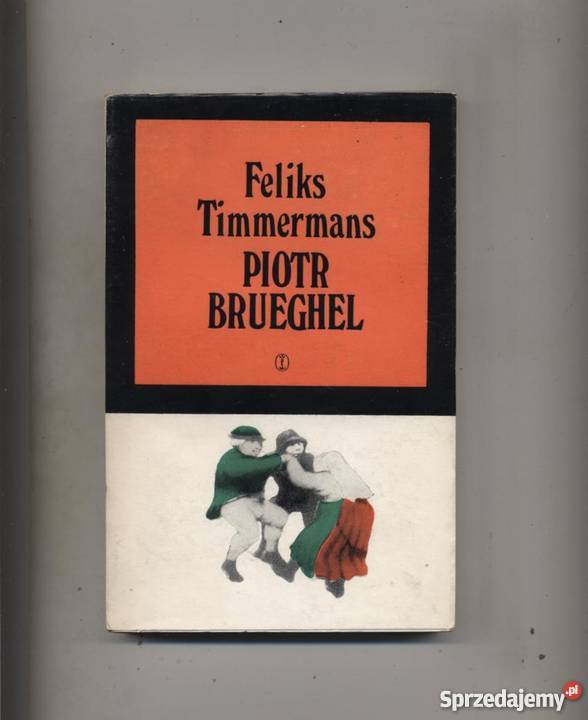 Feliks
Timmermans
PIOTR
BRUEGHEL
Sprzedajemy.pl